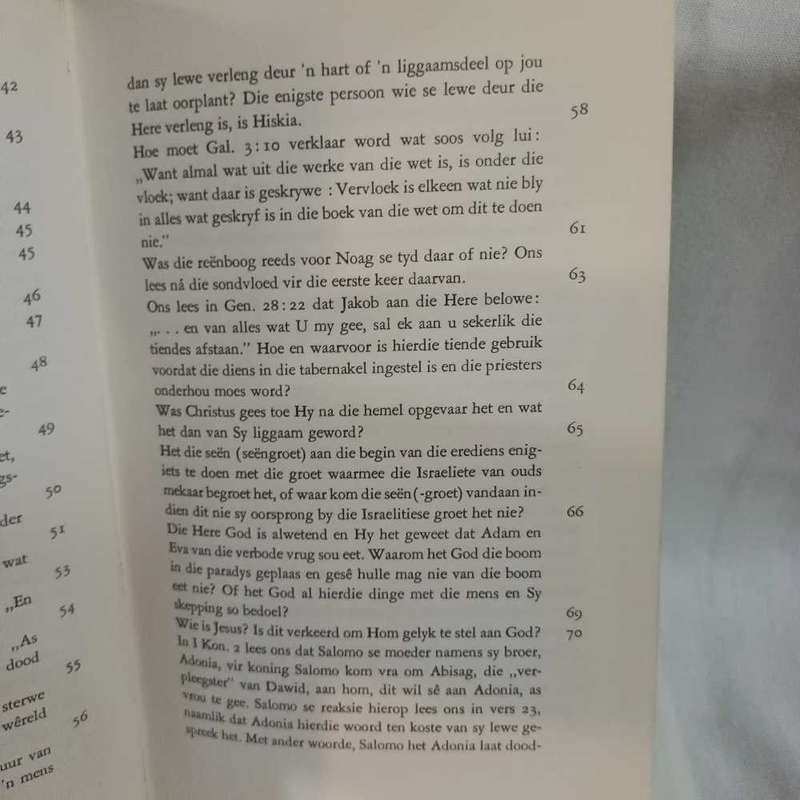 42
43
44
45
45
46
47
48
e
e-
49
et,
gs-
50
der
51
wat
53
„En
54
„As
dood
55
sterwe
wêreld
56
uur van
'n mens
dan sy lewe verleng deur 'n hart of 'n liggaamsdeel op jou
te laat oorplant? Die enigste persoon wie se lewe deur die
Here verleng is, is Hiskia. 58
Hoe moet Gal. 3:10 verklaar word wat soos volg lui:
„Want almal wat uit die werke van die wet is, is onder die
vloek; want daar is geskrywe : Vervloek is elkeen wat nie bly
in alles wat geskryf is in die boek van die wet om dit te doen
nie.” 61
Was die reënboog reeds voor Noag se tyd daar of nie? Ons
lees ná die sondvloed vir die eerste keer daarvan. 63
Ons lees in Gen. 28:22 dat Jakob aan die Here belowe:
„. . . en van alles wat U my gee, sal ek aan u sekerlik die
tiendes afstaan.” Hoe en waarvoor is hierdie tiende gebruik
voordat die diens in die tabernakel ingestel is en die priesters
onderhou moes word? 64
Was Christus gees toe Hy na die hemel opgevaar het en wat
het dan van Sy liggaam geword? 65
Het die seën (seëngroet) aan die begin van die erediens enig-
iets te doen met die groet waarmee die Israeliete van ouds
mekaar begroet het, of waar kom die seën(-groet) vandaan in-
dien dit nie sy oorsprong by die Israelitiese groet het nie? 66
Die Here God is alwetend en Hy het geweet dat Adam en
Eva van die verbode vrug sou eet. Waarom het God die boom
in die paradys geplaas en gesê hulle mag nie van die boom
eet nie? Of het God al hierdie dinge met die mens en Sy
skepping so bedoel? 69
Wie is Jesus? Is dit verkeerd om Hom gelyk te stel aan God? 70
In I Kon. 2 lees ons dat Salomo se moeder namens sy broer,
Adonia, vir koning Salomo kom vra om Abisag, die „ver-
pleegster” van Dawid, aan hom, dit wil sê aan Adonia, as
vrou te gee. Salomo se reaksie hierop lees ons in vers 23,
naamlik dat Adonia hierdie woord ten koste van sy lewe ge-
spreek het. Met ander woorde, Salomo het Adonia laat dood-